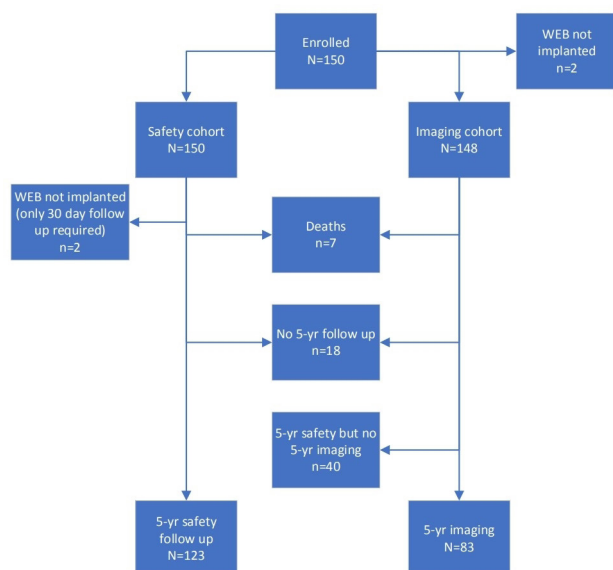 Enrolled
N=150
WEB not
implanted
n=2
Safety cohort
N=150
Imaging cohort
N=148
WEB not implanted
(only 30 day follow
up required)
n=2
Deaths
n=7
No 5-yr follow up
n=18
5-yr safety but no
5-yr imaging
n=40
5-yr safety
follow up
N=123
5-yr imaging
N=83